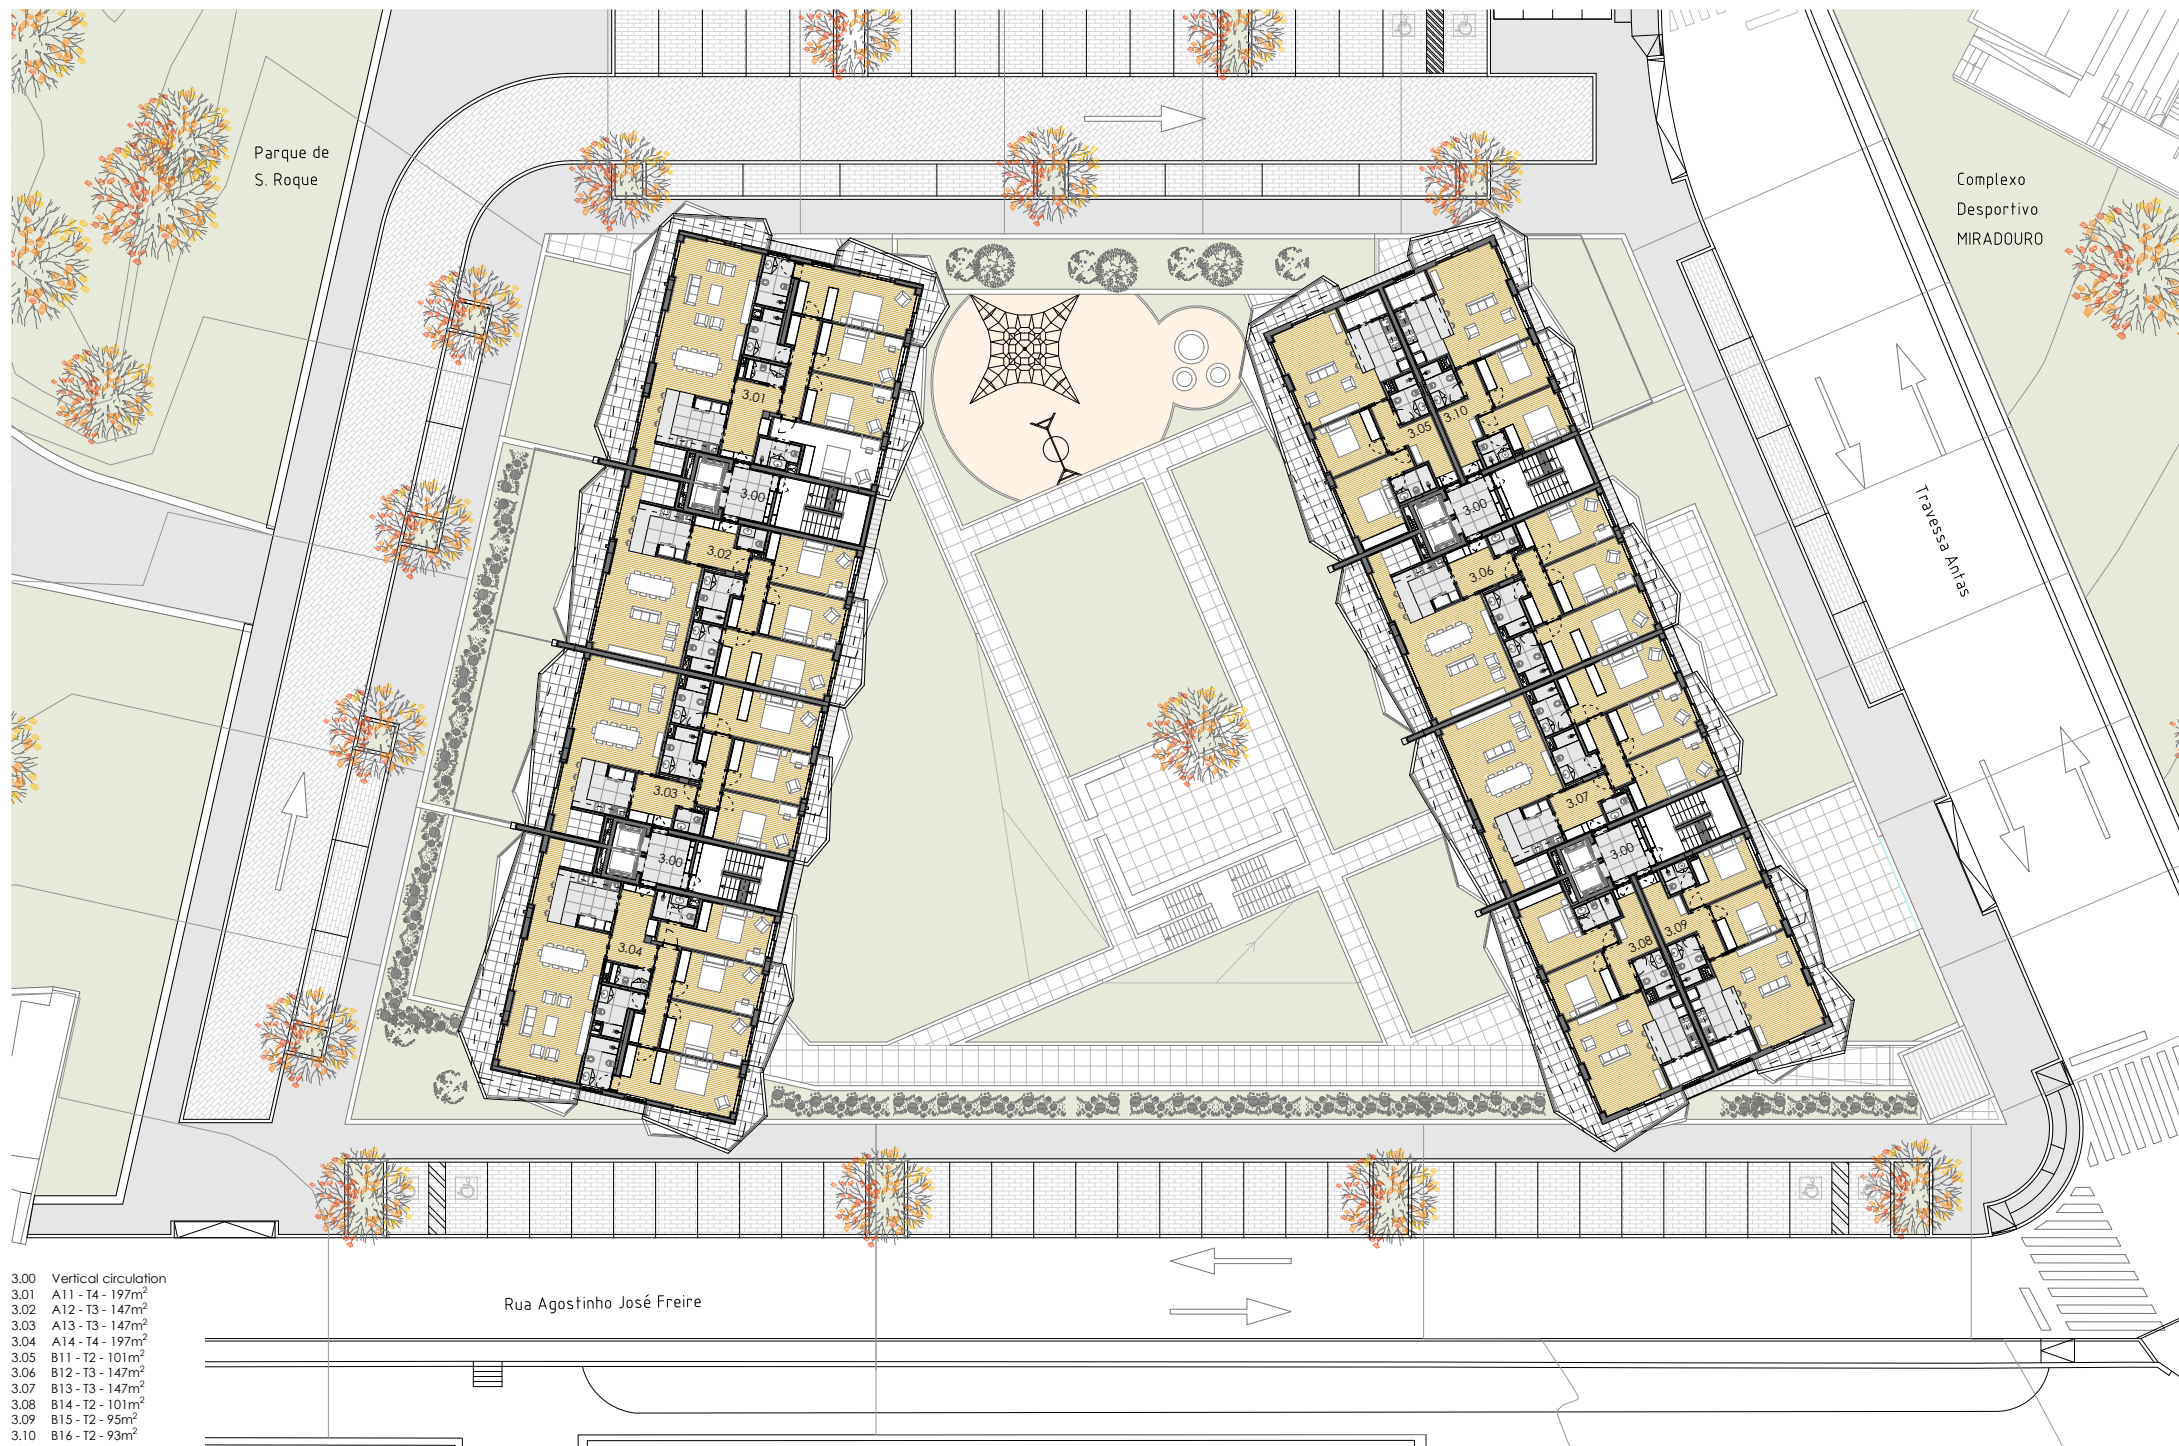 Parque de
S. Roque
Complexo
Desportivo
MIRADOURO
3.01
3.10
3.05
3.00
3.00
3.02
3.06
Travessa Antas
3.03
3.07
3.00
3.00
3.04
3.08
3.09
Rua Agostinho José Freire
3.00 Vertical circulation
3.01 A11 - T4 - 197m²
3.02 A12 - T3 - 147m²
3.03 A13 - T3 - 147m²
3.04 A14 - T4 - 197m²
3.05 B11 - T2 - 101m²
3.06 B12 - T3 - 147m²
3.07 B13 - T3 - 147m²
3.08 B14 - T2 - 101m²
3.09 B15 - T2 - 95m²
3.10 B16 - T2 - 93m²